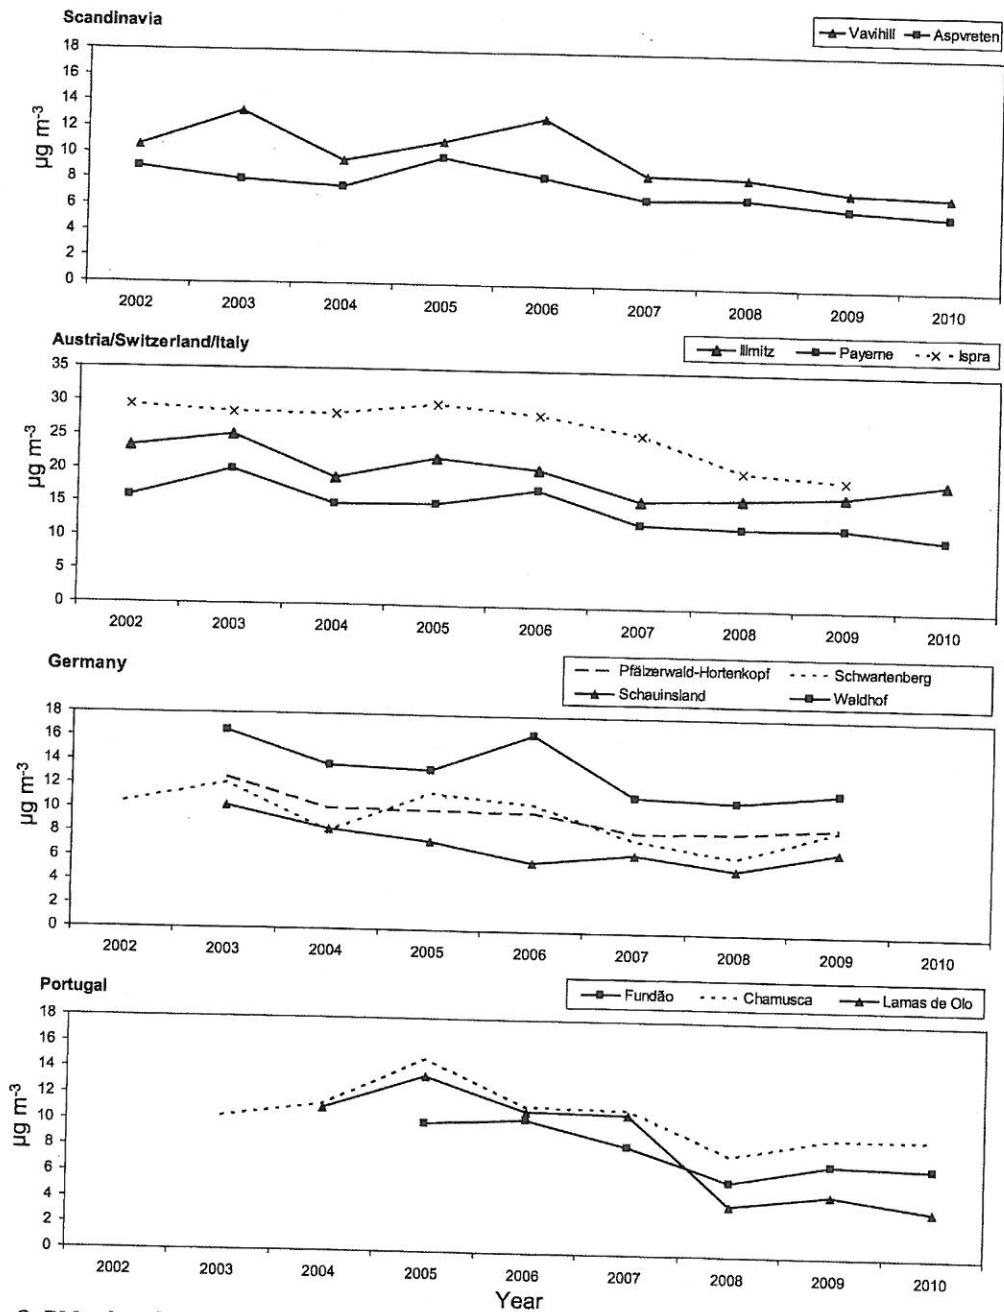 Scandinavia
Vavihill Aspvreten
18
16
14
12
10
8
6
4
2
0
µg m-3
2002 2003 2004 2005 2006 2007 2008 2009 2010
Austria/Switzerland/Italy
Illmitz Payerne Ispra
35
30
25
20
15
10
5
0
µg m-3
2002 2003 2004 2005 2006 2007 2008 2009 2010
Germany
Pfälzerwald-Hortenkopf Schwartenberg
Schauinsland Waldhof
18
16
14
12
10
8
6
4
2
0
µg m-3
2002 2003 2004 2005 2006 2007 2008 2009 2010
Portugal
Fundão Chamusca Lamas de Olo
18
16
14
12
10
8
6
4
2
0
µg m-3
2002 2003 2004 2005 2006 2007 2008 2009 2010
Year